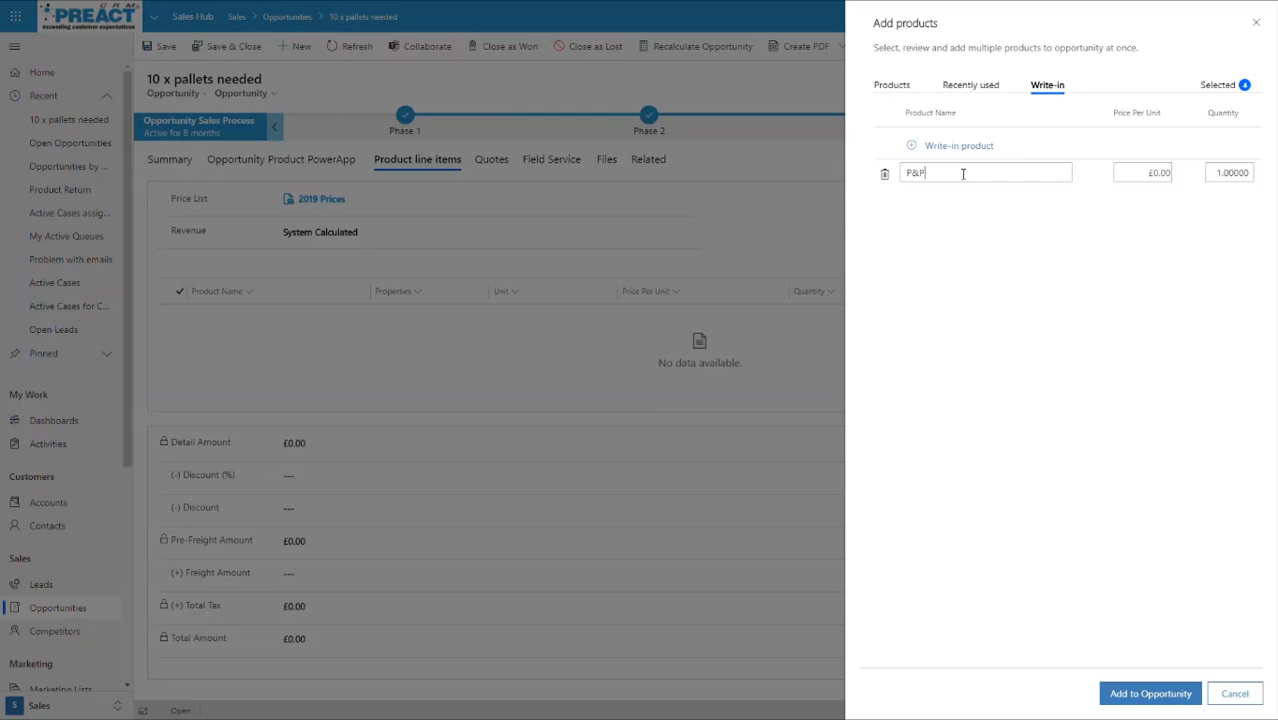 CRM
PREACT
exceeding customer expectations
Sales Hub
Sales > Opportunities > 10 x pallets needed
Save
Save & Close
New
Refresh
Collaborate
Close as Won
Close as Lost
Recalculate Opportunity
Create PDF
Home
Recent
10 x pallets needed
Open Opportunities
Opportunities by ...
Product Return
Active Cases assig...
My Active Queues
Problem with emails
Active Cases
Active Cases for C...
Open Leads
Pinned
My Work
Dashboards
Activities
Customers
Accounts
Contacts
Sales
Leads
Opportunities
Competitors
Marketing
Marketing Lists
S Sales
10 x pallets needed
Opportunity · Opportunity
Opportunity Sales Process
Active for 8 months
Phase 1
Phase 2
Summary
Opportunity Product PowerApp
Product line items
Quotes
Field Service
Files
Related
Price List 2019 Prices
Revenue System Calculated
Product Name
Properties
Unit
Price Per Unit
Quantity
No data available.
Detail Amount £0.00
(-) Discount (%) ---
(-) Discount ---
Pre-Freight Amount £0.00
(+) Freight Amount ---
(+) Total Tax £0.00
Total Amount £0.00
Open
Add products
Select, review and add multiple products to opportunity at once.
Products
Recently used
Write-in
Selected 4
Product Name
Price Per Unit
Quantity
Write-in product
P&P £0.00 1.00000
Add to Opportunity
Cancel